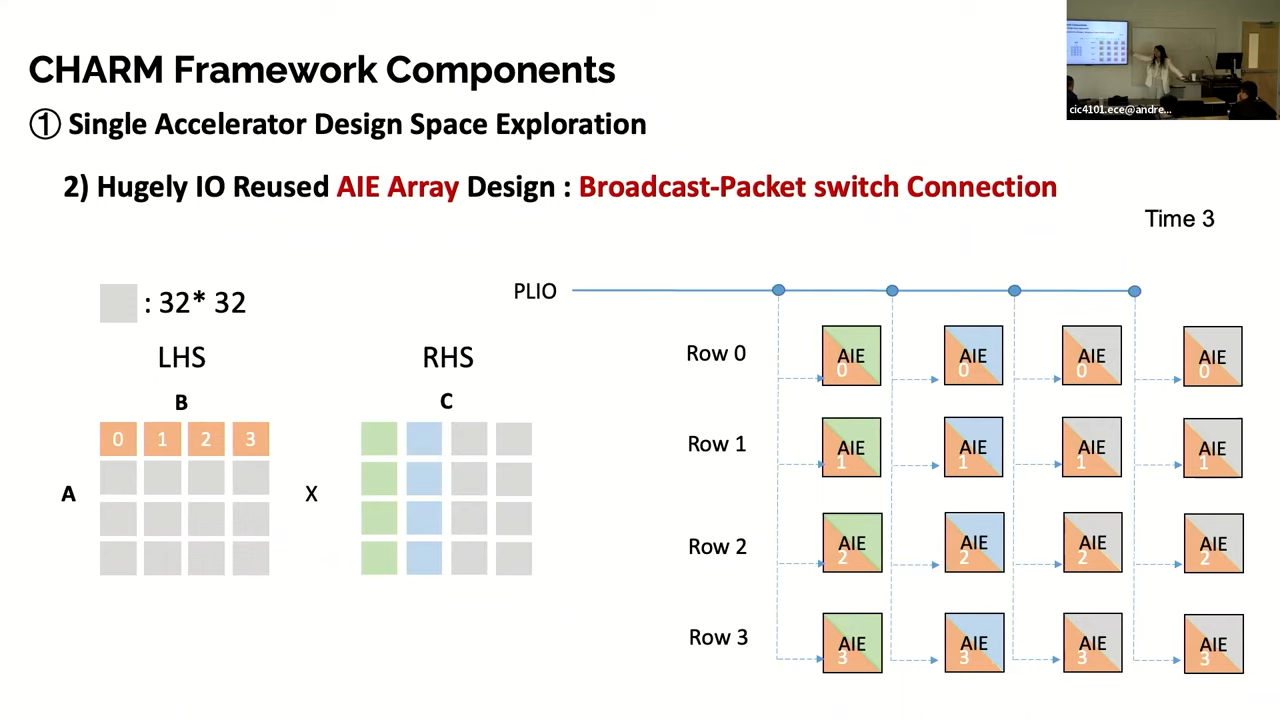 CHARM Framework Components
① Single Accelerator Design Space Exploration
2) Hugely IO Reused AIE Array Design : Broadcast-Packet switch Connection
Time 3
cic4101.ece@andre...
: 32* 32
LHS
RHS
B
C
A
0 1 2 3
X
PLIO
Row 0
AIE 0
AIE 0
AIE 0
AIE 0
Row 1
AIE 1
AIE 1
AIE 1
AIE 1
Row 2
AIE 2
AIE 2
AIE 2
AIE 2
Row 3
AIE 3
AIE 3
AIE 3
AIE 3